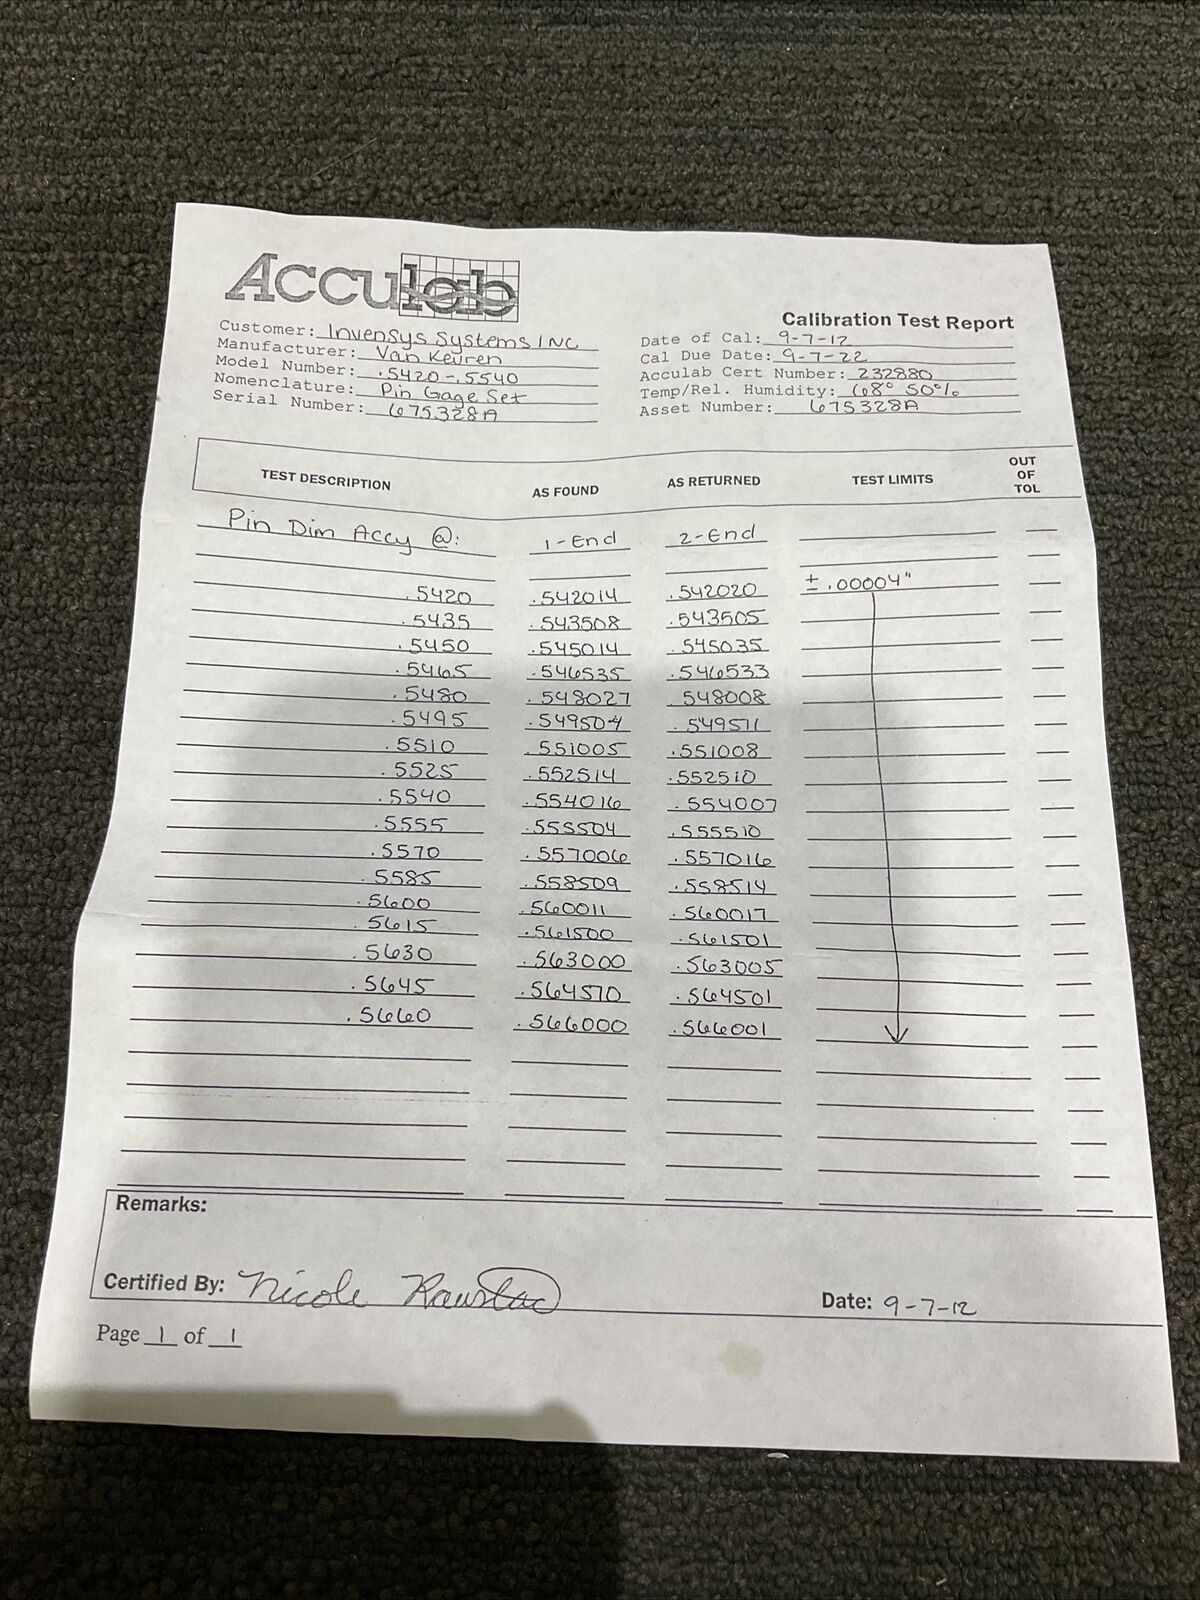 Acculab
Calibration Test Report
Customer: Invensys Systems INC
Manufacturer: Van Keuren
Model Number: .5420-.5540
Nomenclature: Pin Gage Set
Serial Number: 675328A
Date of Cal: 9-7-12
Cal Due Date: 9-7-22
Acculab Cert Number: 232880
Temp/Rel. Humidity: 68° 50%
Asset Number: 675328A
TEST DESCRIPTION AS FOUND AS RETURNED TEST LIMITS OUT OF TOL
Pin Dim Accy @: 1-End 2-End
.5420 .542014 .542020 ± .00004"
.5435 .543508 .543505
.5450 .545014 .545035
.5465 .546535 .546533
.5480 .548027 .548008
.5495 .549504 .549511
.5510 .551005 .551008
.5525 .552514 .552510
.5540 .554016 .554007
.5555 .555504 .555510
.5570 .557006 .557016
.5585 .558509 .558514
.5600 .560011 .560017
.5615 .561500 .561501
.5630 .563000 .563005
.5645 .564510 .564501
.5660 .566000 .566001
Remarks:
Certified By: Nicole
Date: 9-7-12
Page 1 of 1